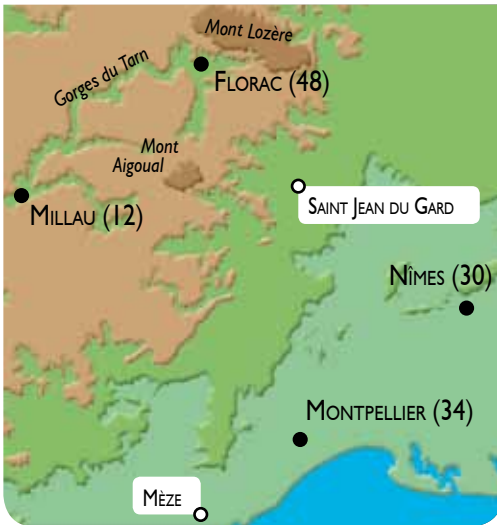 Mont Lozère
Gorges du Tarn
FLORAC (48)
Mont
Aigoual
MILLAU (12)
SAINT JEAN DU GARD
NÎMES (30)
MONTPELLIER (34)
MÈZE